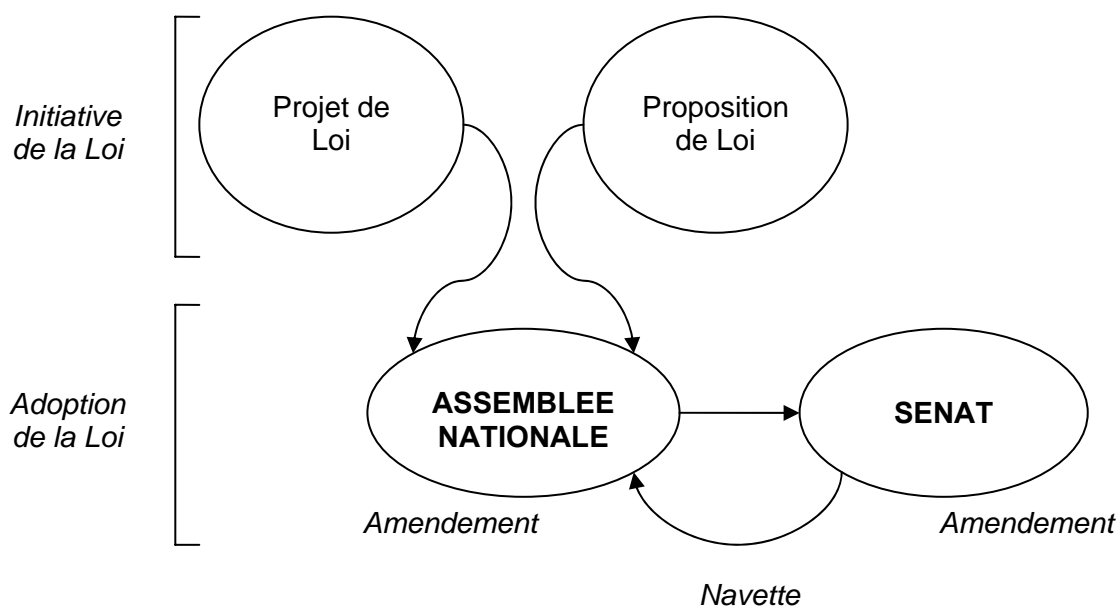 Initiative
de la Loi
Projet de
Loi
Proposition
de Loi
Adoption
de la Loi
ASSEMBLEE
NATIONALE
SENAT
Amendement
Amendement
Navette